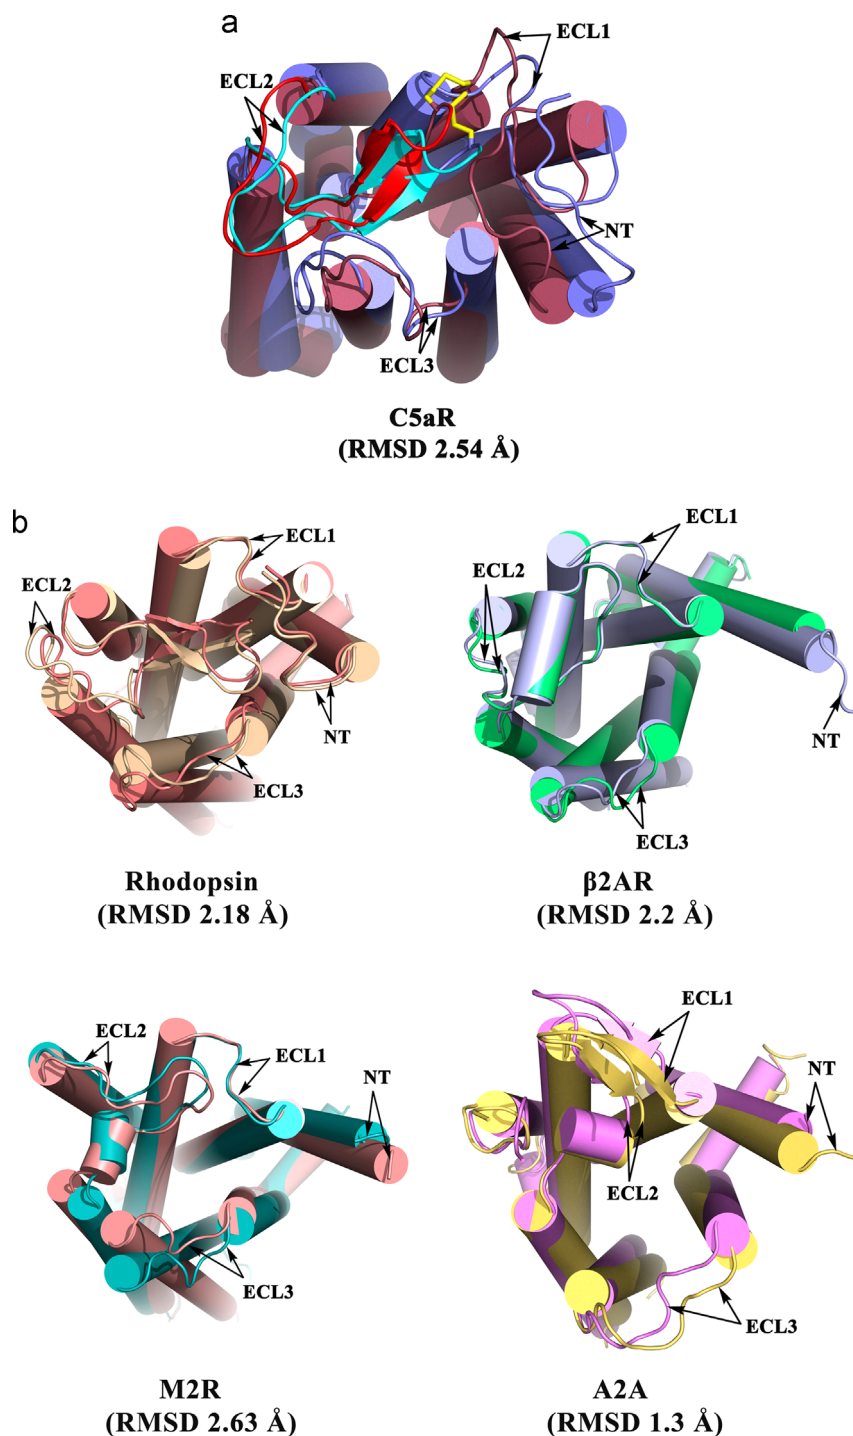 a
ECL1
ECL2
NT
ECL3
C5aR
(RMSD 2.54 Å)
b
ECL1
ECL2
NT
ECL3
Rhodopsin
(RMSD 2.18 Å)
ECL1
ECL2
NT
ECL3
β2AR
(RMSD 2.2 Å)
ECL2
ECL1
NT
ECL3
M2R
(RMSD 2.63 Å)
ECL1
NT
ECL2
ECL3
A2A
(RMSD 1.3 Å)